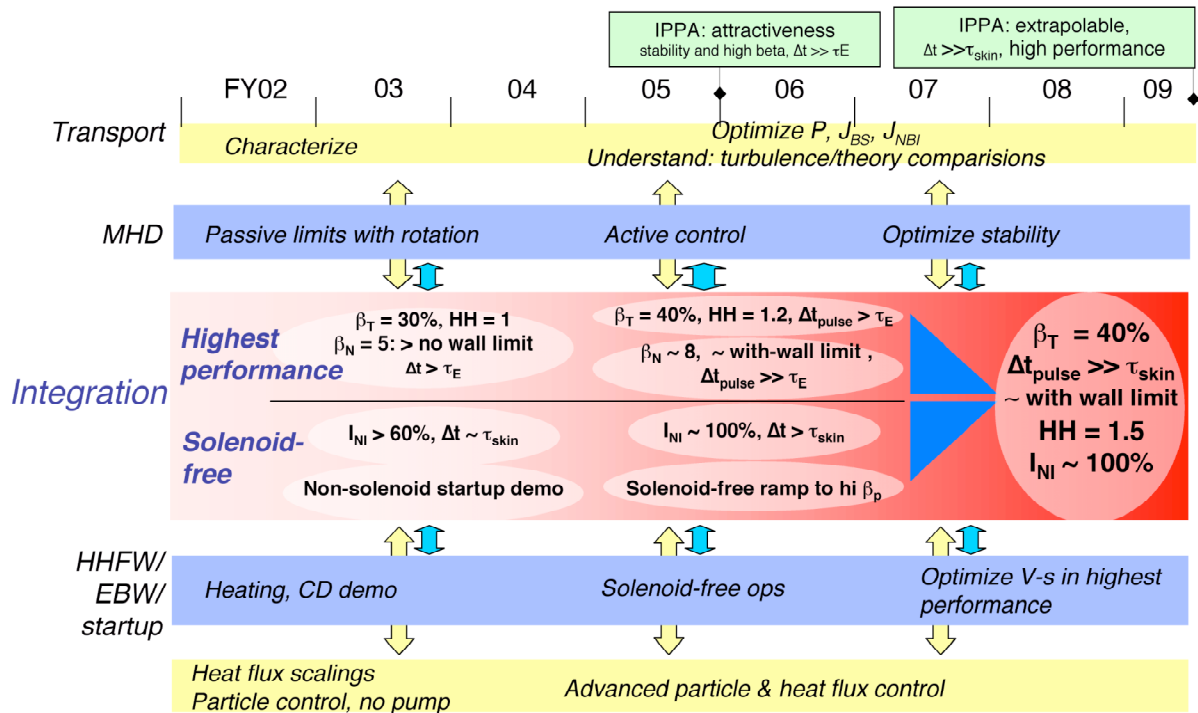 IPPA: attractiveness
stability and high beta, Δt >> τE
IPPA: extrapolable,
Δt >>τskin, high performance
FY02 03 04 05 06 07 08 09
Transport
Characterize
Optimize P, JBS, JNBI
Understand: turbulence/theory comparisions
MHD
Passive limits with rotation
Active control
Optimize stability
Integration
Highest
performance
βT = 30%, HH = 1
βN = 5: > no wall limit
Δt > τE
βT = 40%, HH = 1.2, Δtpulse > τE
βN ~ 8, ~ with-wall limit ,
Δtpulse >> τE
Solenoid-
free
INI > 60%, Δt ~ τskin
Non-solenoid startup demo
INI ~ 100%, Δt > τskin
Solenoid-free ramp to hi βp
βT = 40%
Δtpulse >> τskin
~ with wall limit
HH = 1.5
INI ~ 100%
HHFW/
EBW/
startup
Heating, CD demo
Solenoid-free ops
Optimize V-s in highest
performance
Heat flux scalings
Particle control, no pump
Advanced particle & heat flux control